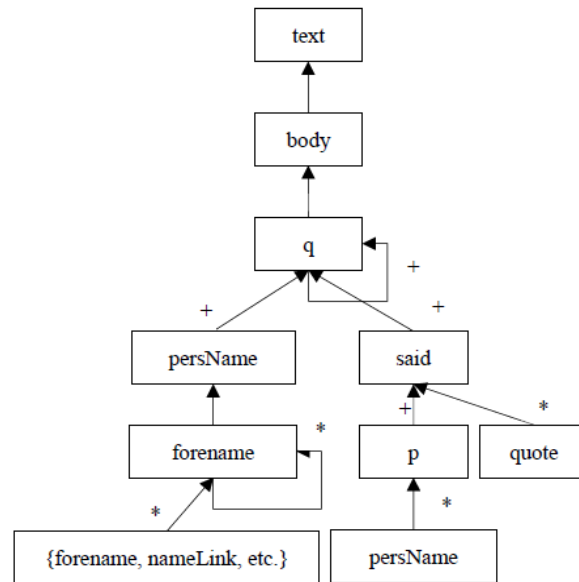 text
body
q
+
+
+
persName
said
*
+
*
forename
p
quote
*
*
{forename, nameLink, etc.}
persName